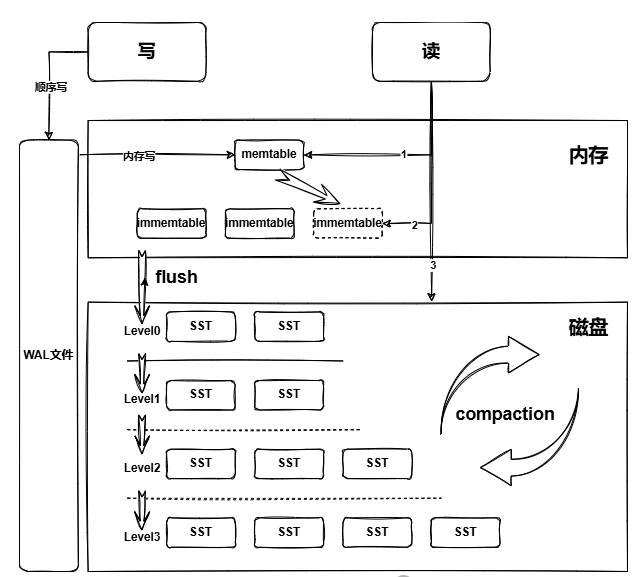 写
读
顺序写
内存
内存写
memtable
1
immemtable
immemtable
immemtable
2
3
flush
磁盘
Level0
SST
SST
WAL文件
Level1
SST
SST
compaction
Level2
SST
SST
SST
Level3
SST
SST
SST
SST